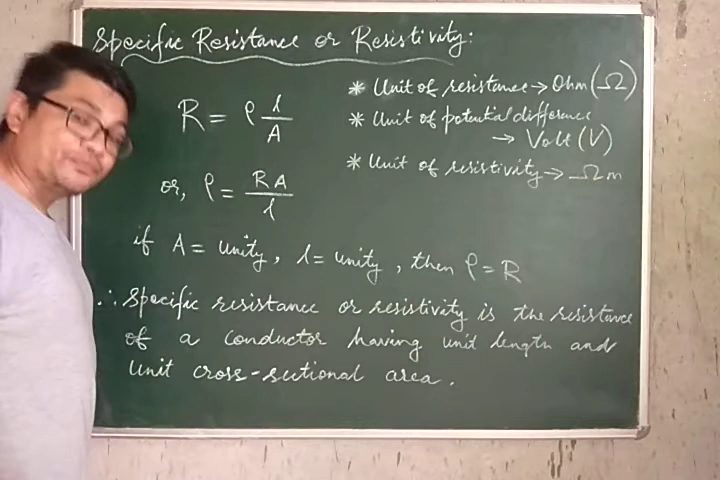 Specific Resistance or Resistivity:
R = ρ l/A
or, ρ = RA/l
* Unit of resistance → Ohm (Ω)
* Unit of potential difference
→ Volt (V)
* Unit of resistivity → Ωm
if A = unity, l = unity, then ρ = R
∴ Specific resistance or resistivity is the resistance
of a conductor having unit length and
unit cross-sectional area.